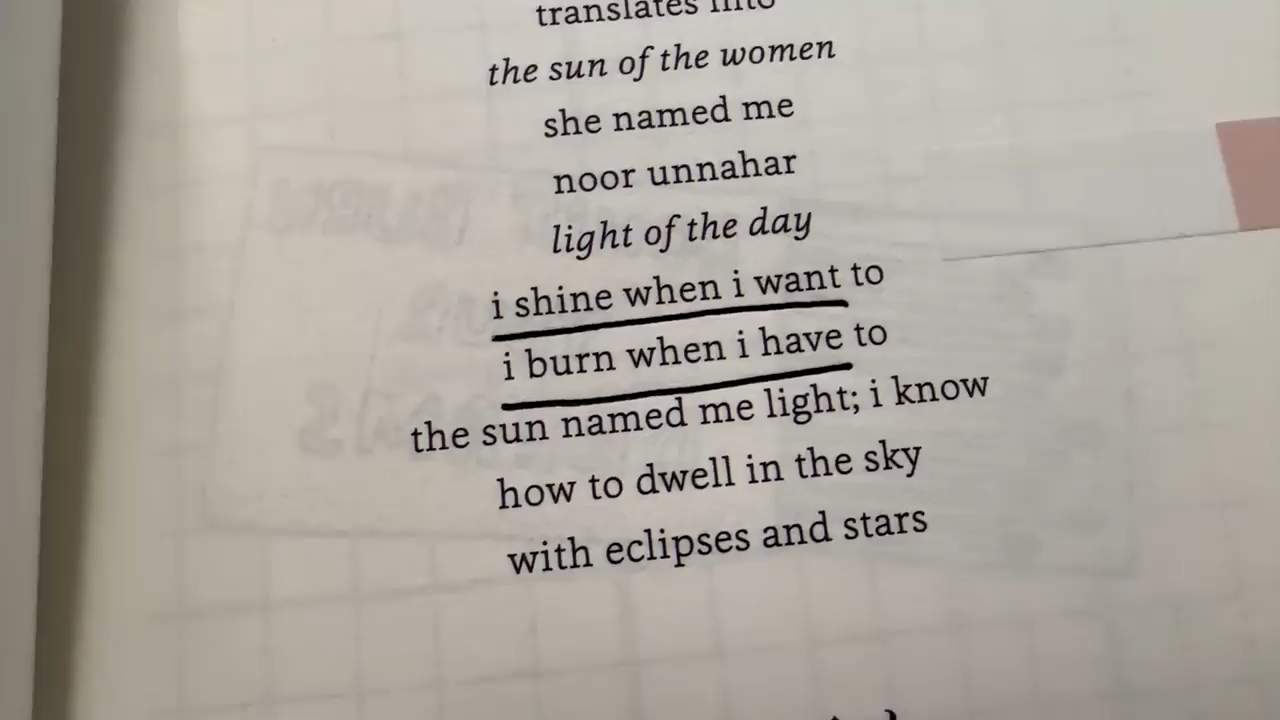 translates into
the sun of the women
she named me
noor unnahar
light of the day
i shine when i want to
i burn when i have to
the sun named me light; i know
how to dwell in the sky
with eclipses and stars